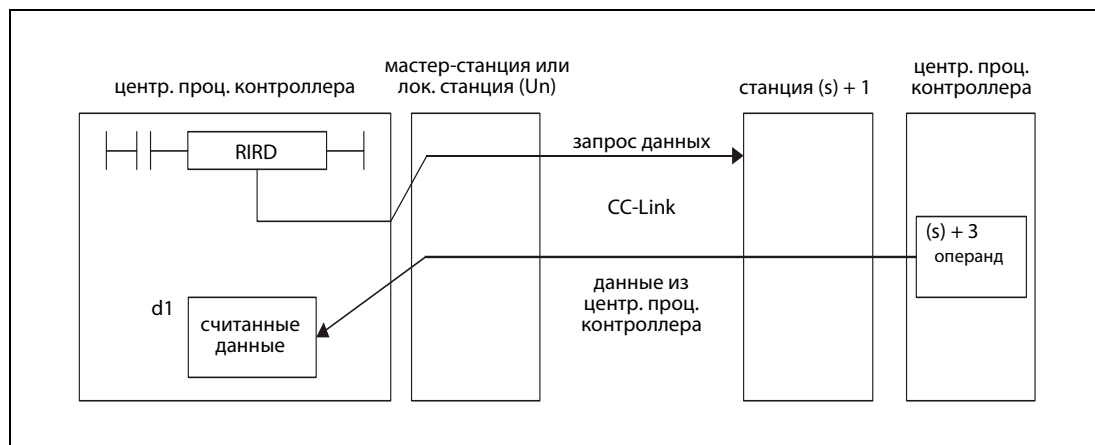 центр. проц. контроллера
мастер-станция или
лок. станция (Un)
станция (s) + 1
центр. проц.
контроллера
RIRD
запрос данных
CC-Link
(s) + 3
операнд
d1
считанные
данные
данные из
центр. проц.
контроллера